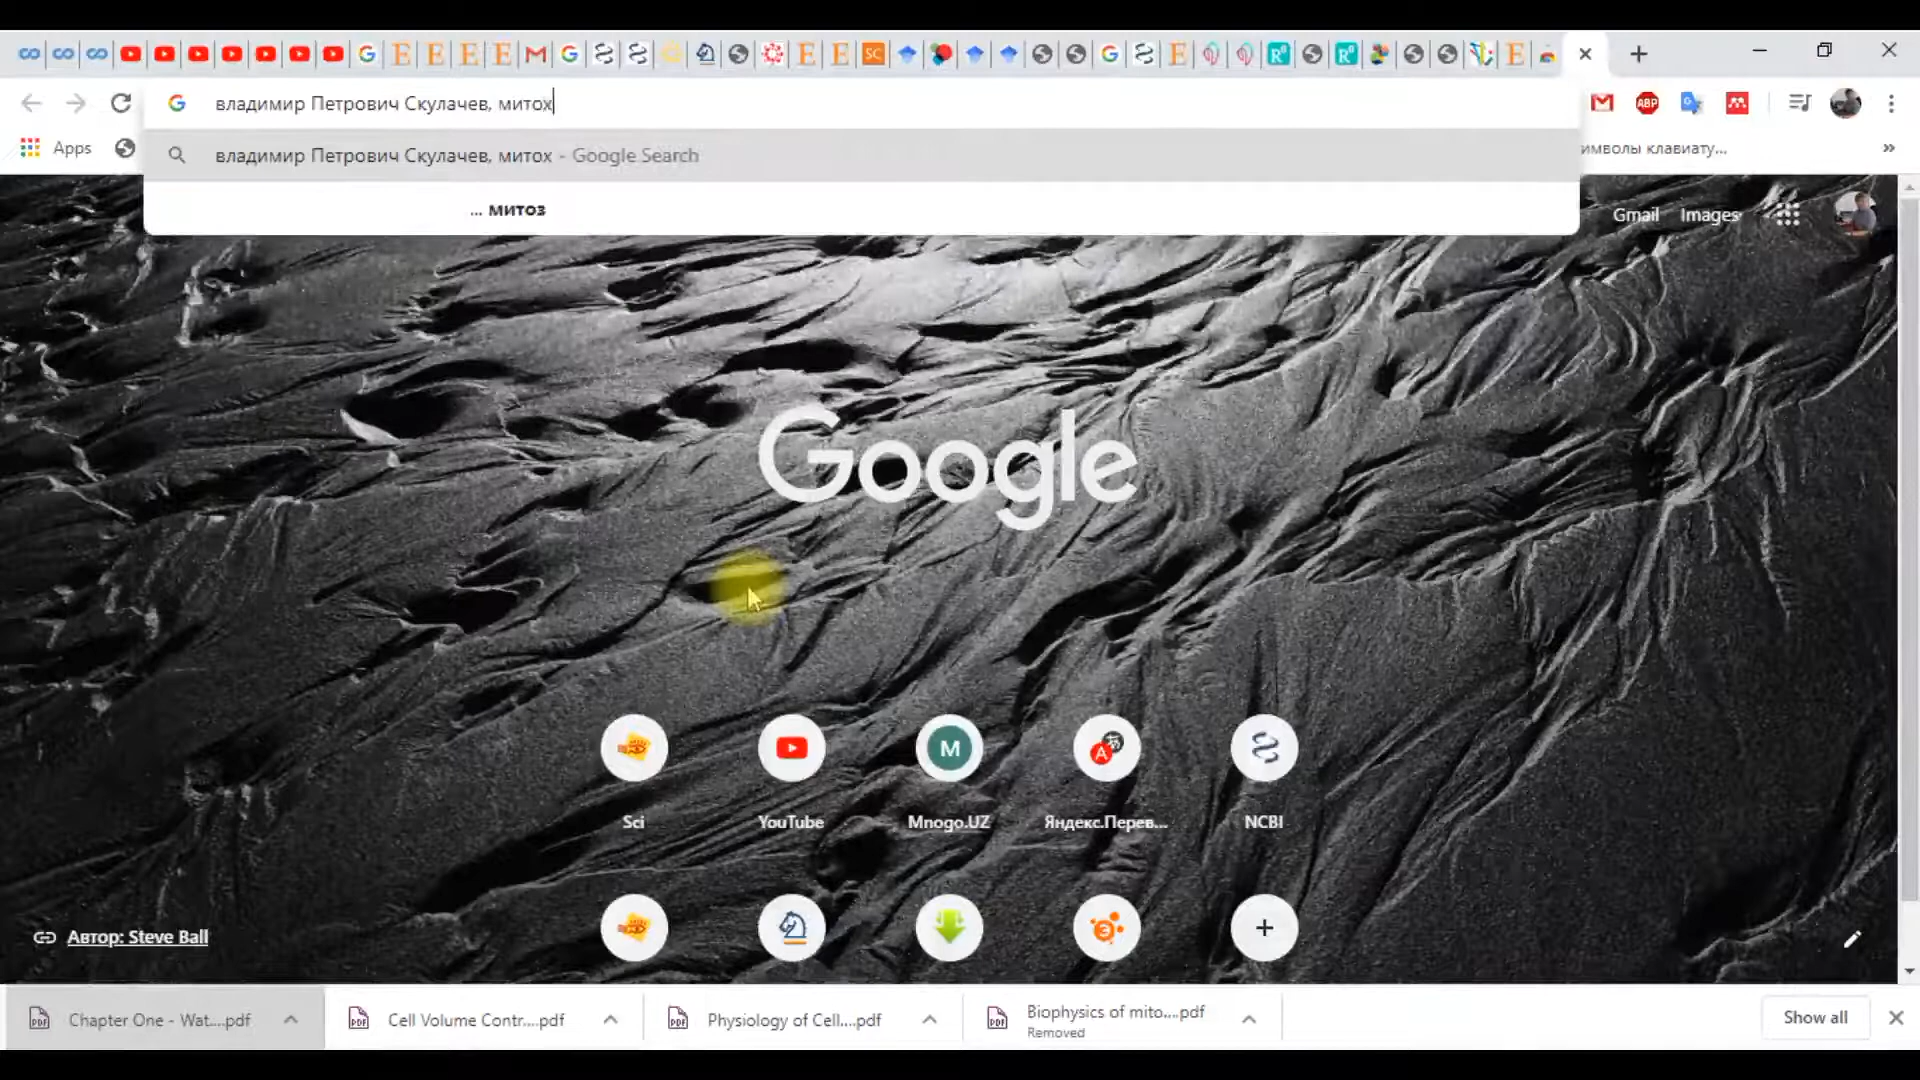 владимир Петрович Скулачев, митох
ABP
Apps
владимир Петрович Скулачев, митох - Google Search
имволы клавиату...
»
... митоз
Gmail Images
Google
M
Sci YouTube Mnogo.UZ Яндекс.Перев... NCBI
Автор: Steve Ball
Chapter One - Wat....pdf
Cell Volume Contr....pdf
Physiology of Cell....pdf
Biophysics of mito....pdf
Removed
Show all